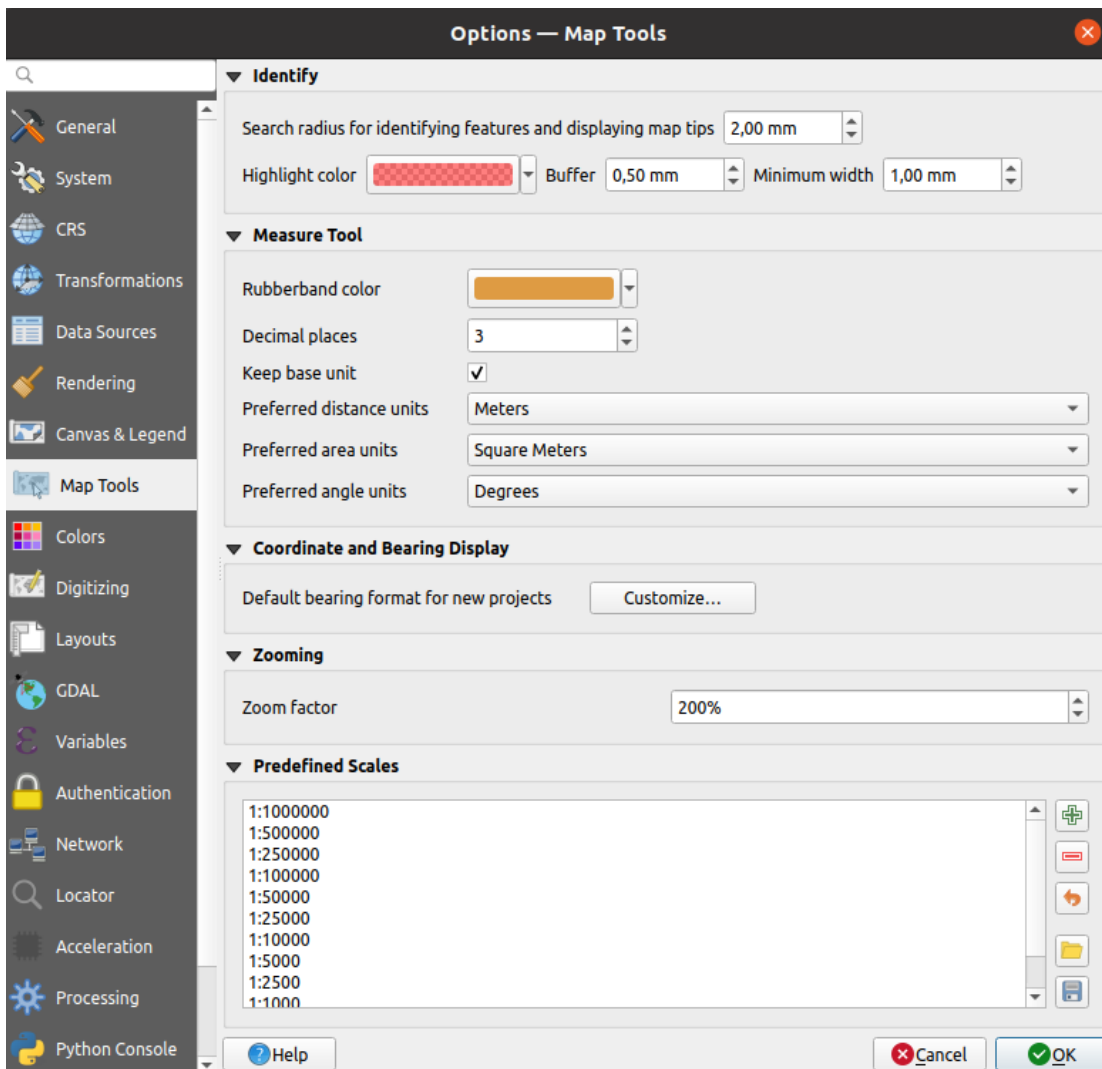 Options — Map Tools
General
System
CRS
Transformations
Data Sources
Rendering
Canvas & Legend
Map Tools
Colors
Digitizing
Layouts
GDAL
Variables
Authentication
Network
Locator
Acceleration
Processing
Python Console
Identify
Search radius for identifying features and displaying map tips 2,00 mm
Highlight color Buffer 0,50 mm Minimum width 1,00 mm
Measure Tool
Rubberband color
Decimal places 3
Keep base unit
Preferred distance units Meters
Preferred area units Square Meters
Preferred angle units Degrees
Coordinate and Bearing Display
Default bearing format for new projects Customize...
Zooming
Zoom factor 200%
Predefined Scales
1:1000000
1:500000
1:250000
1:100000
1:50000
1:25000
1:10000
1:5000
1:2500
1:1000
Help Cancel OK